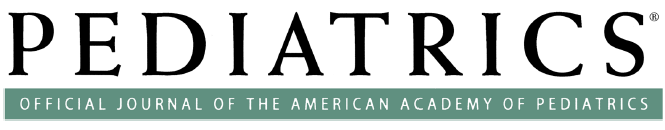 PEDIATRICS®
OFFICIAL JOURNAL OF THE AMERICAN ACADEMY OF PEDIATRICS